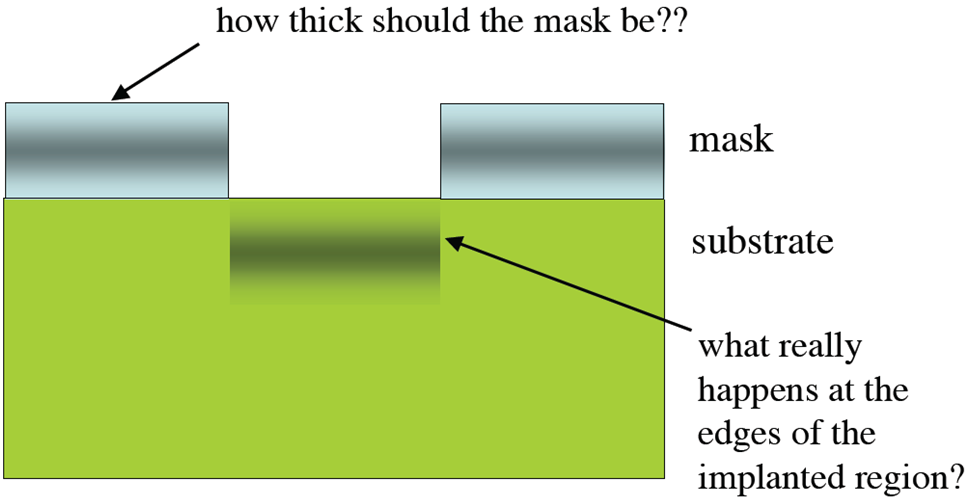 how thick should the mask be??
mask
substrate
what really
happens at the
edges of the
implanted region?